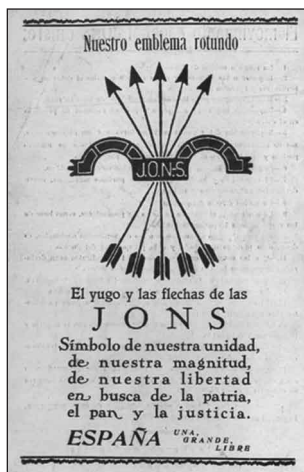 Nuestro emblema rotundo
J.O.N-S.
El yugo y las flechas de las
JONS
Símbolo de nuestra unidad,
de nuestra magnitud,
de nuestra libertad
en busca de la patria,
el pan y la justicia.
ESPAÑA UNA,
GRANDE,
LIBRE